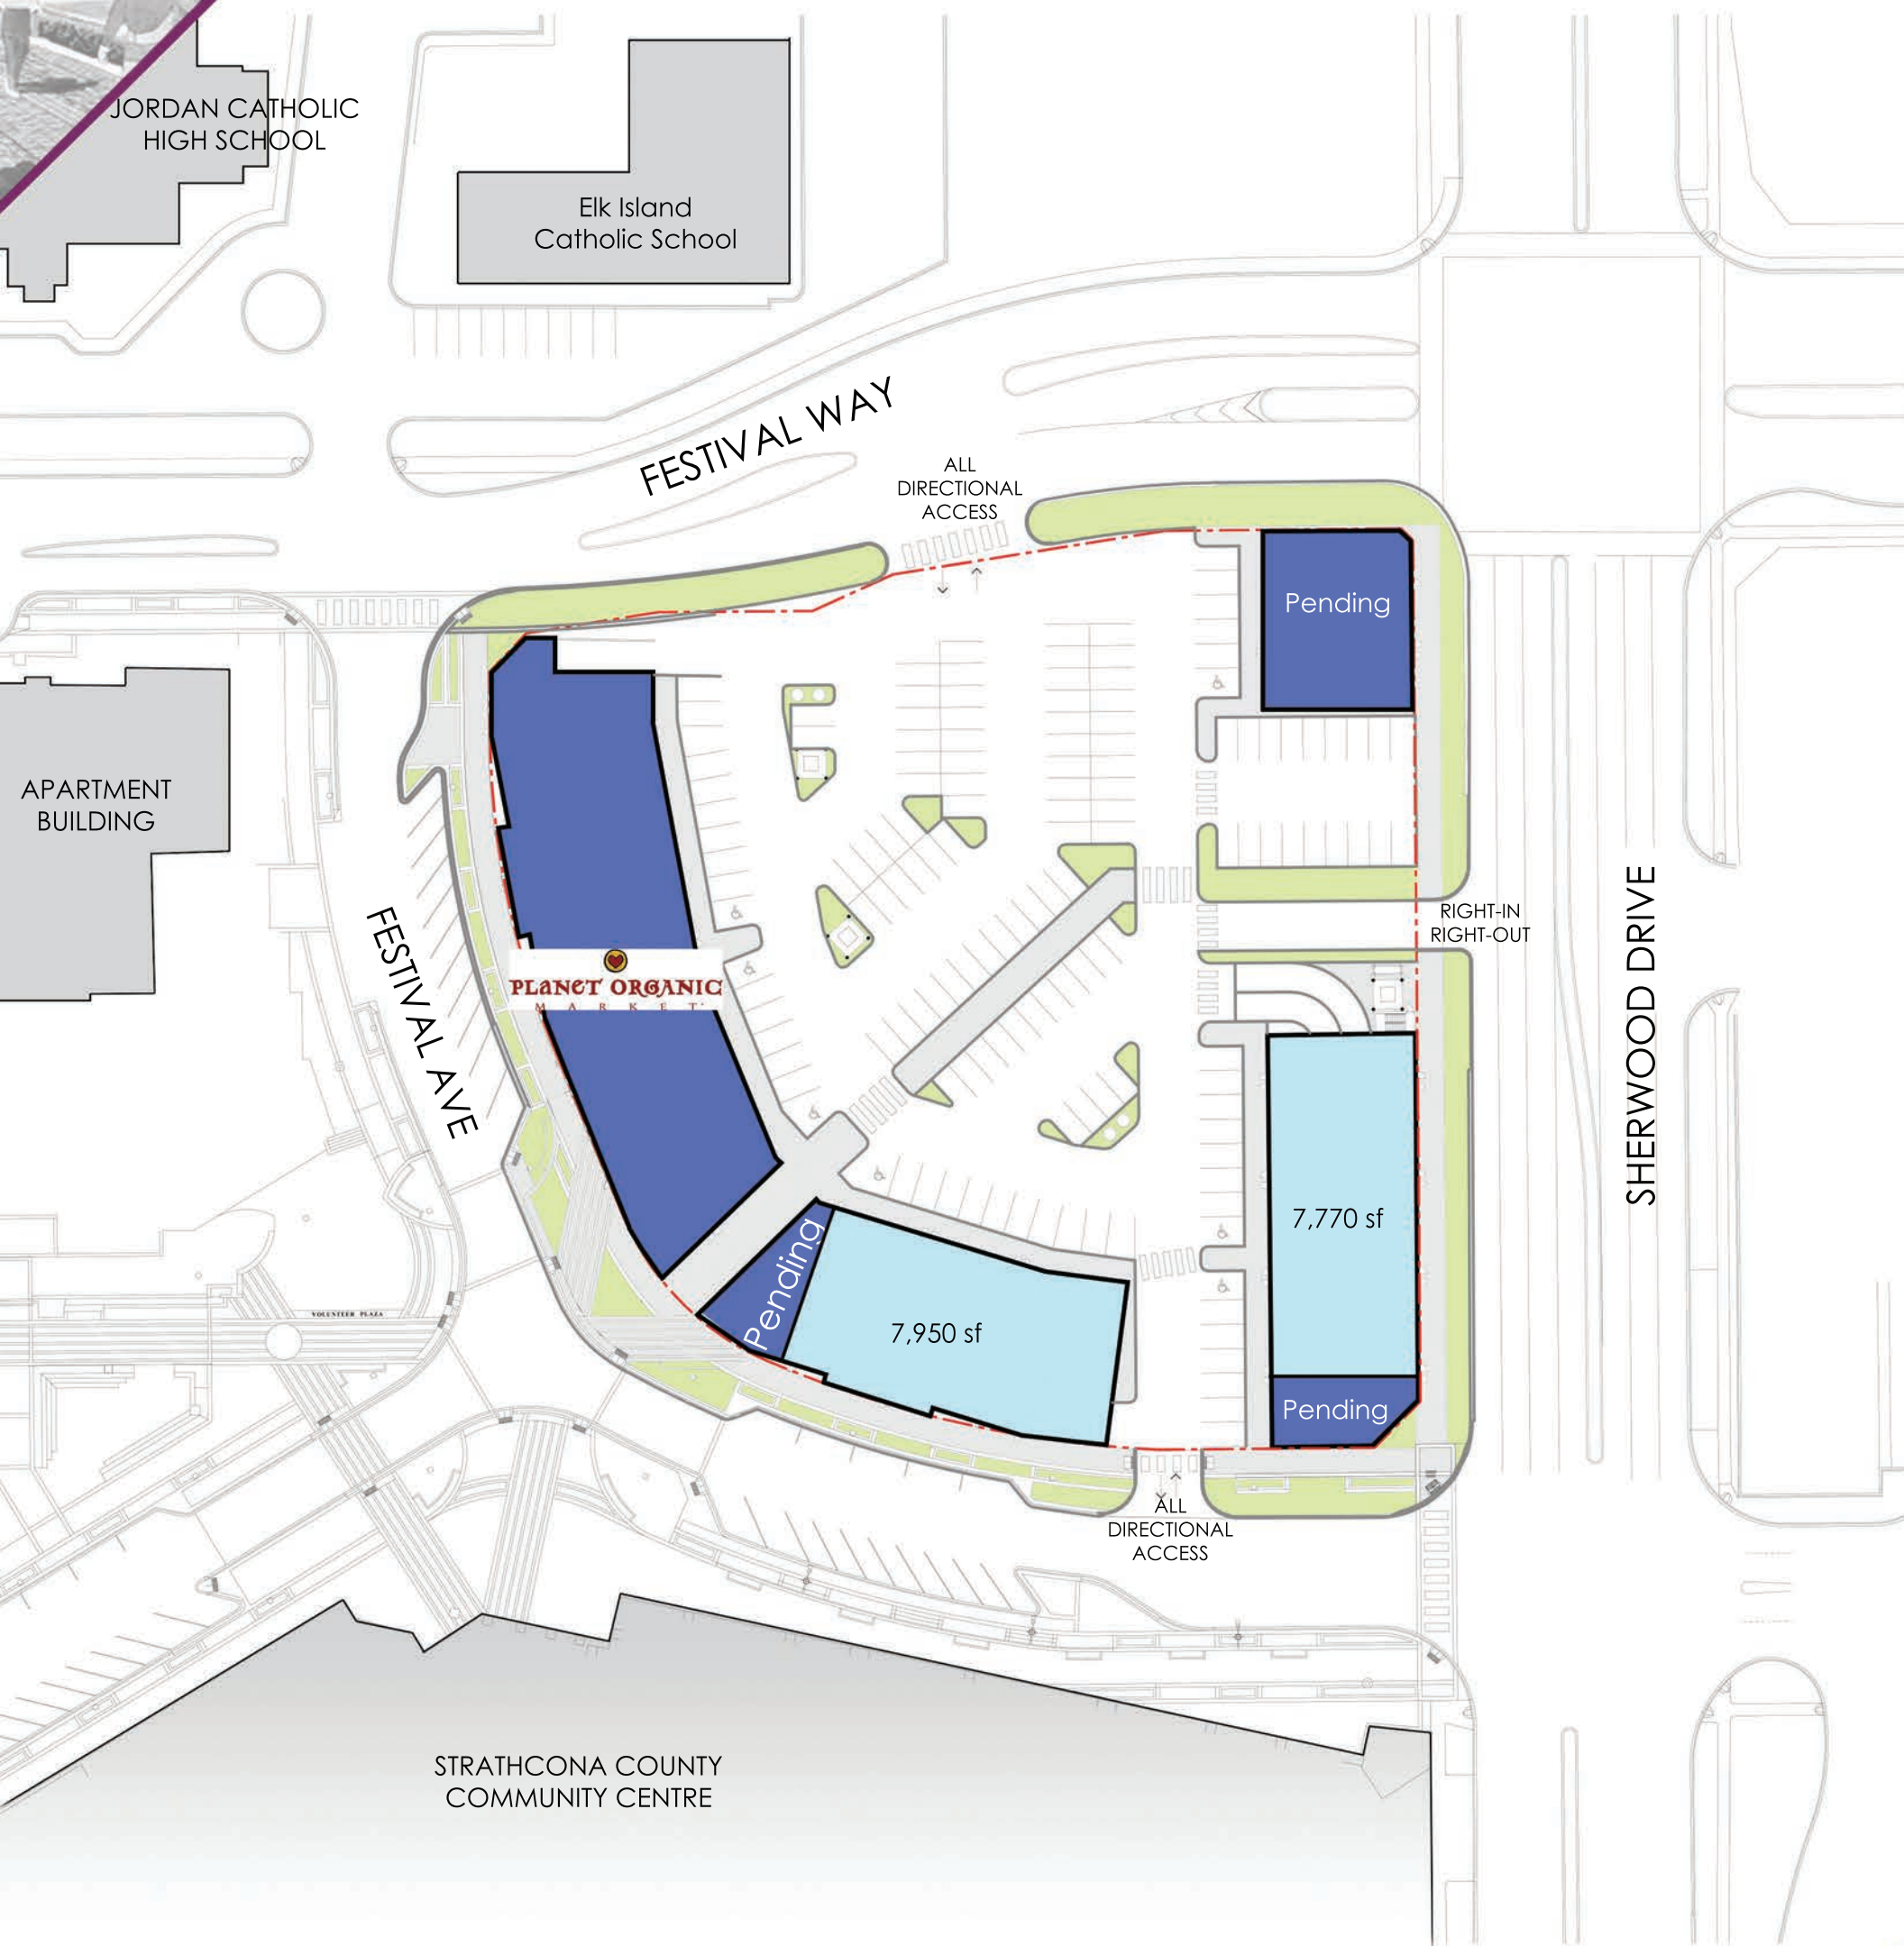 JORDAN CATHOLIC
HIGH SCHOOL
Elk Island
Catholic School
FESTIVAL WAY
ALL
DIRECTIONAL
ACCESS
Pending
APARTMENT
BUILDING
FESTIVAL AVE
PLANET ORGANIC
MARKET
RIGHT-IN
RIGHT-OUT
SHERWOOD DRIVE
7,770 sf
Pending
7,950 sf
Pending
VOLUNTEER PLAZA
ALL
DIRECTIONAL
ACCESS
STRATHCONA COUNTY
COMMUNITY CENTRE